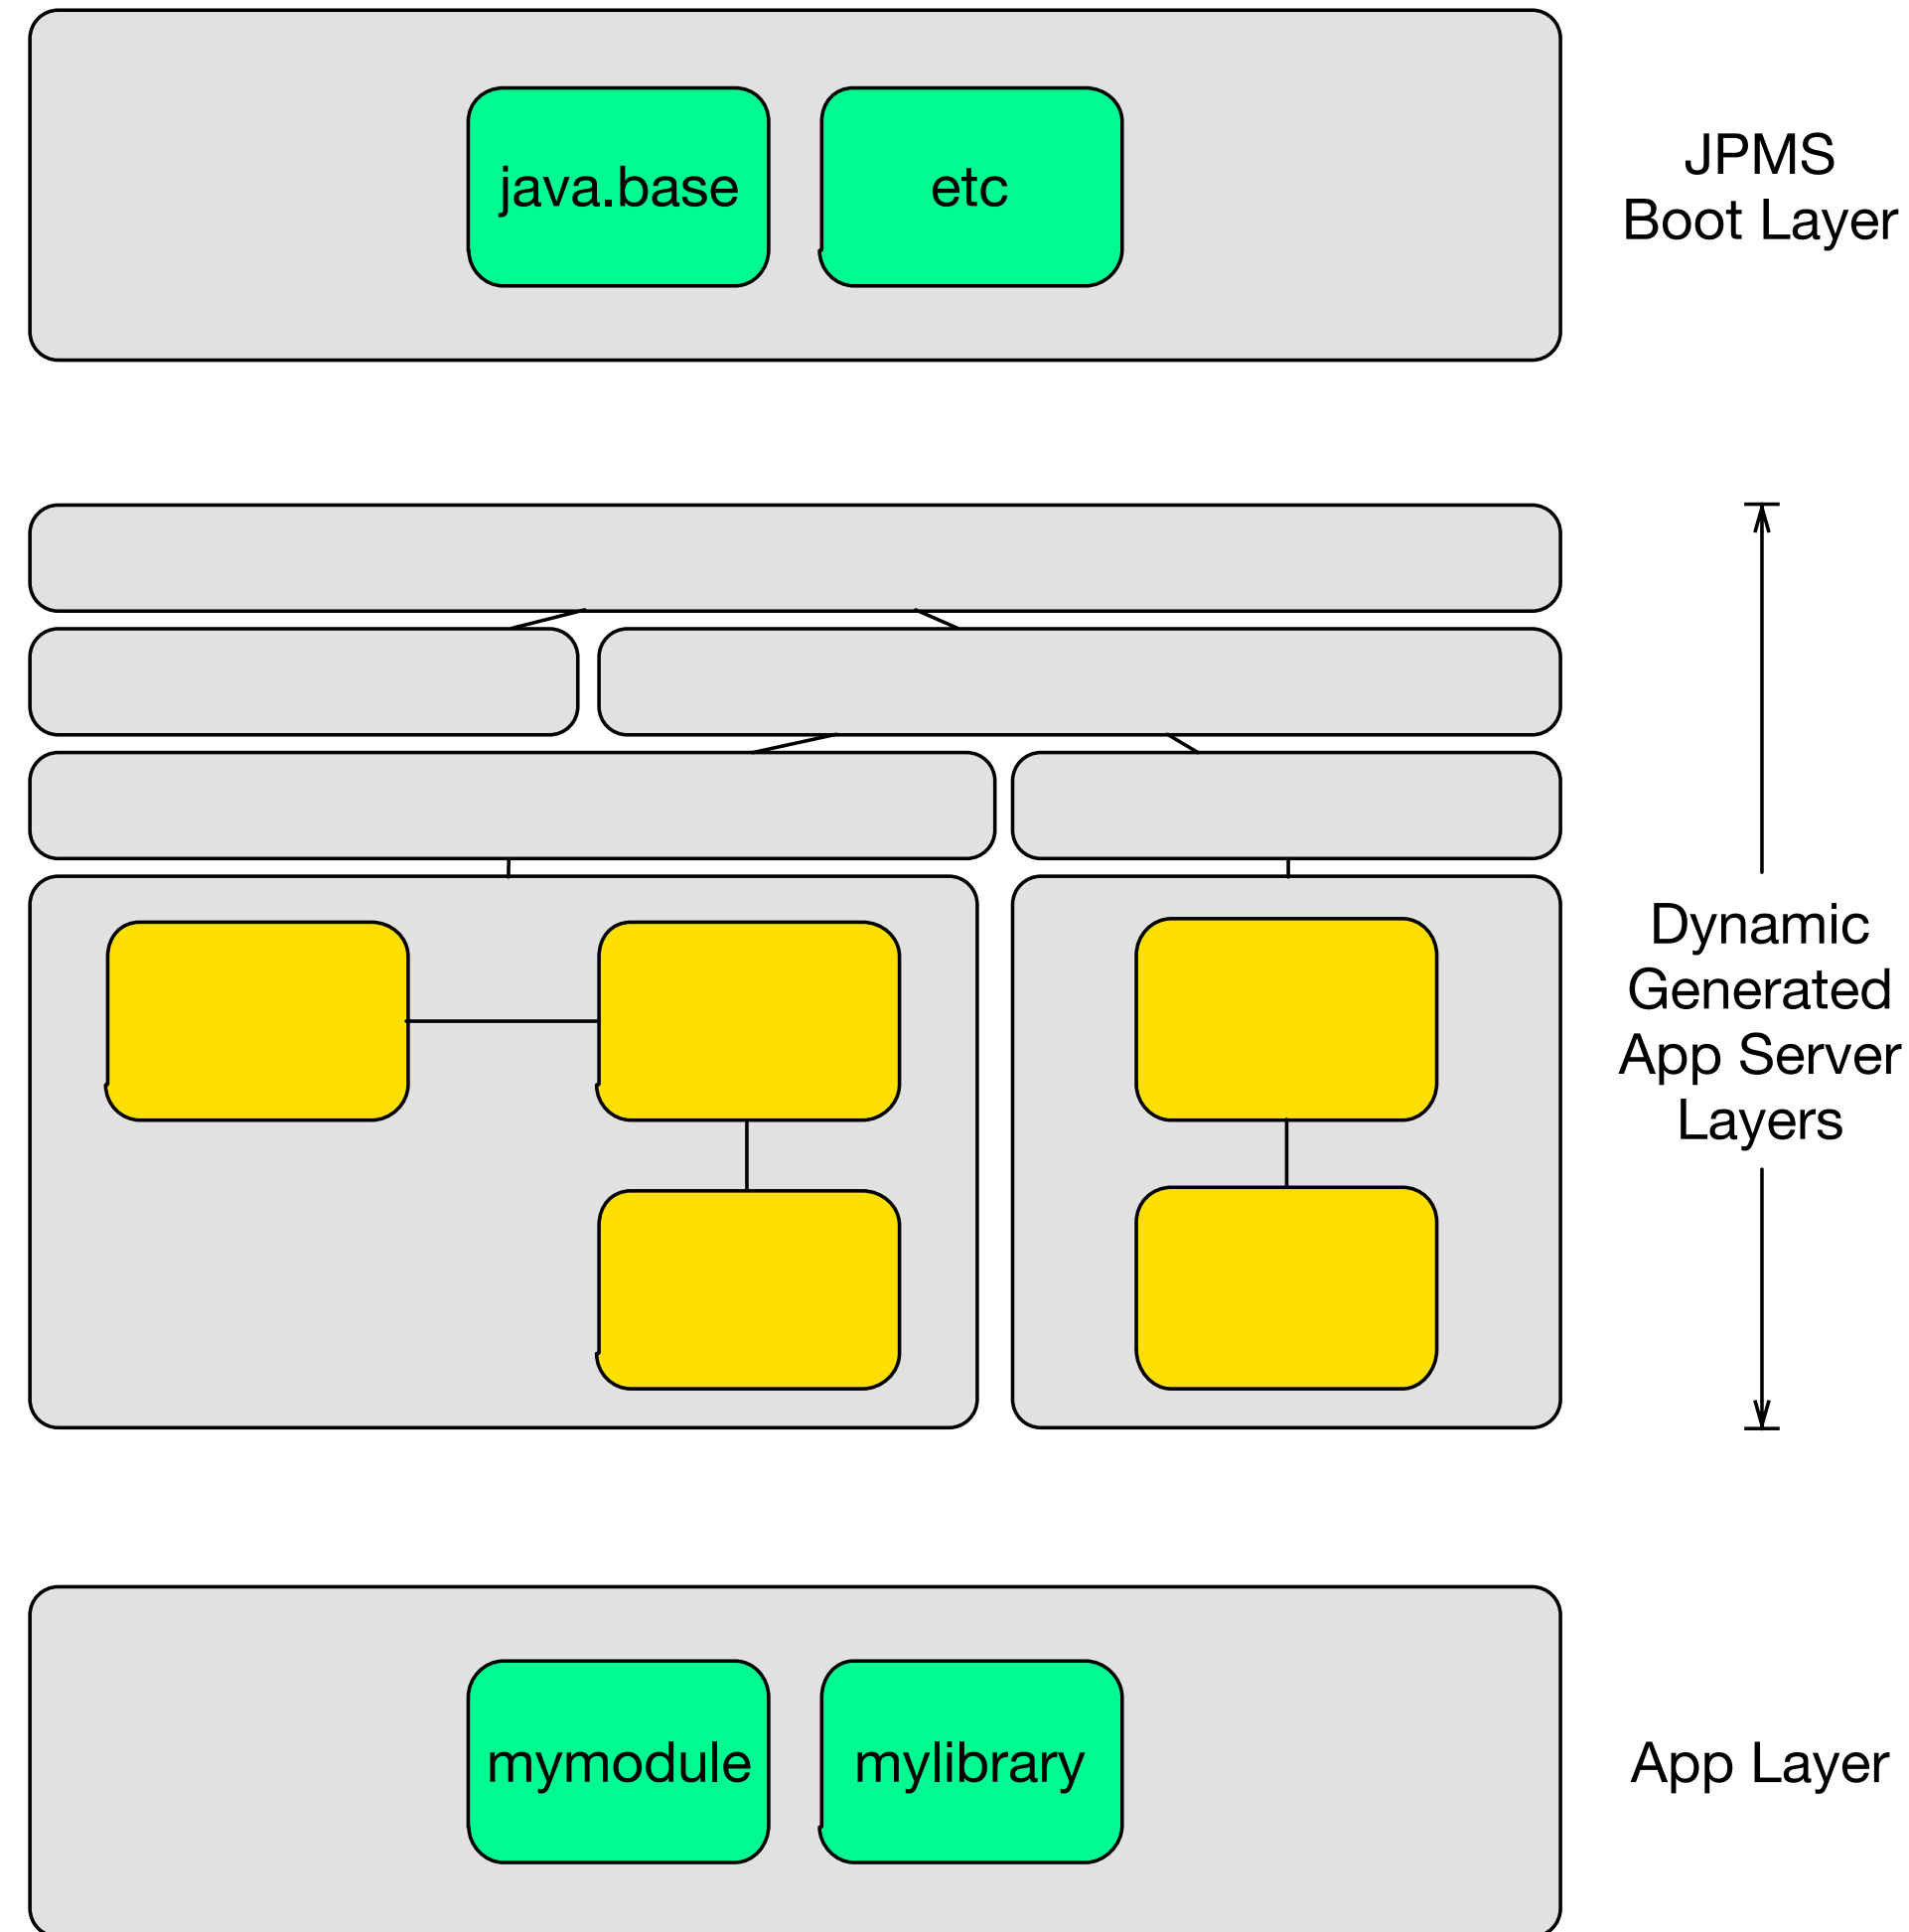 java.base
etc
JPMS
Boot Layer
Dynamic
Generated
App Server
Layers
mymodule
mylibrary
App Layer